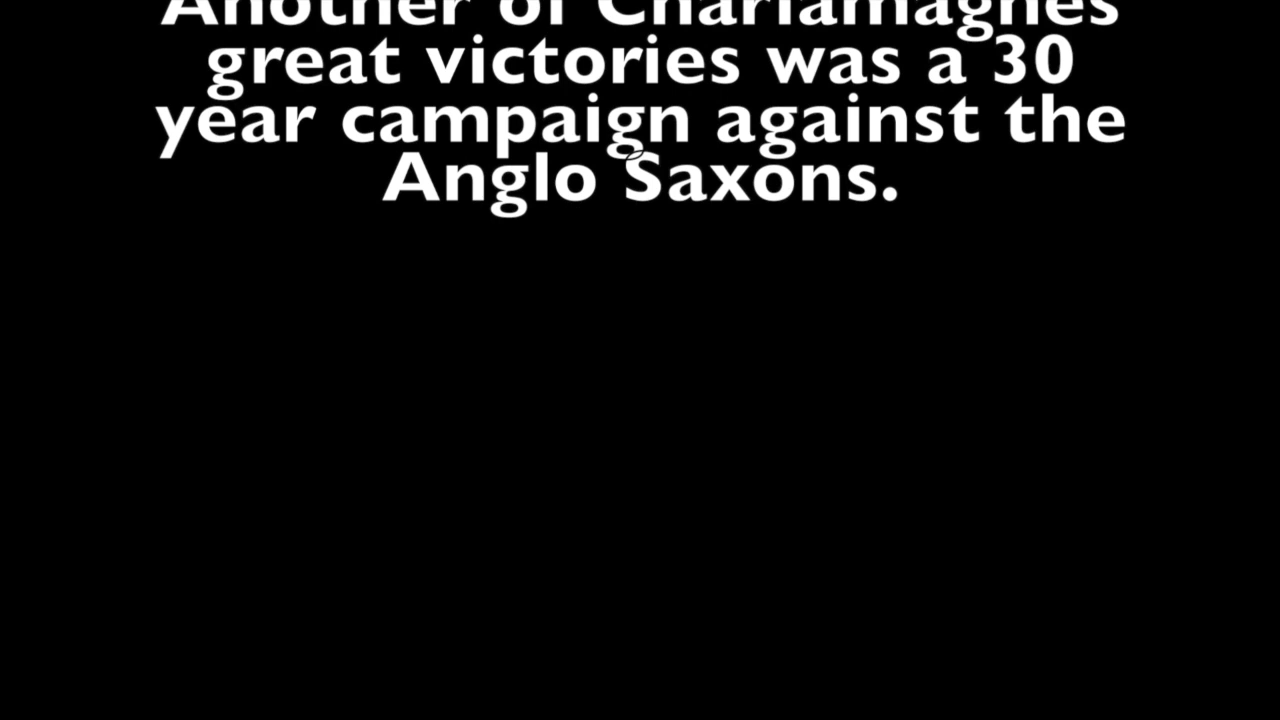 Another of Charlamagnes
great victories was a 30
year campaign against the
Anglo Saxons.